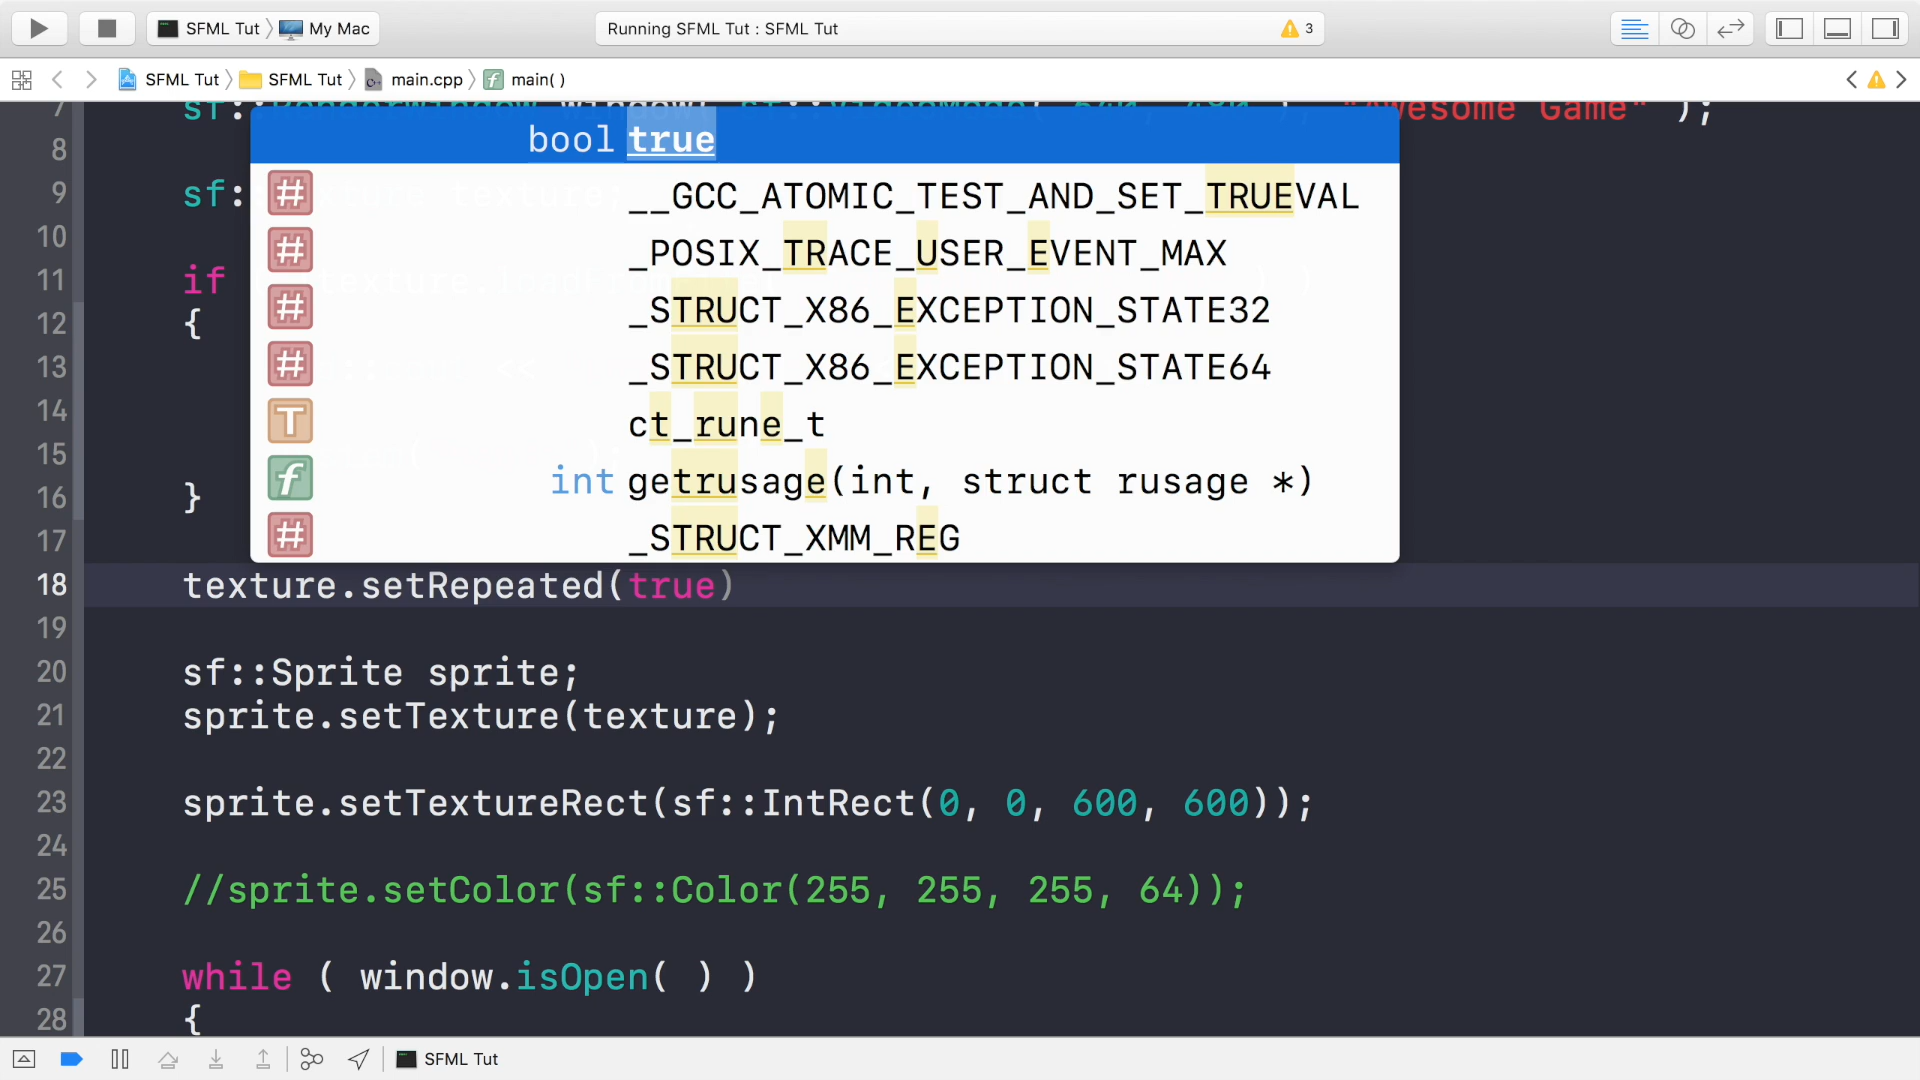 SFML Tut My Mac Running SFML Tut : SFML Tut 3
SFML Tut SFML Tut main.cpp main( )
7 "Awesome Game" );
bool true
8
9 sf: texture;
# __GCC_ATOMIC_TEST_AND_SET_TRUEVAL
10
# _POSIX_TRACE_USER_EVENT_MAX
11 if
# _STRUCT_X86_EXCEPTION_STATE32
12 {
13
# _STRUCT_X86_EXCEPTION_STATE64
14
T ct_rune_t
15
f int getrusage(int, struct rusage *)
16 }
17
# _STRUCT_XMM_REG
18 texture.setRepeated(true)
19
20 sf::Sprite sprite;
21 sprite.setTexture(texture);
22
23 sprite.setTextureRect(sf::IntRect(0, 0, 600, 600));
24
25 //sprite.setColor(sf::Color(255, 255, 255, 64));
26
27 while ( window.isOpen( ) )
28 {
SFML Tut